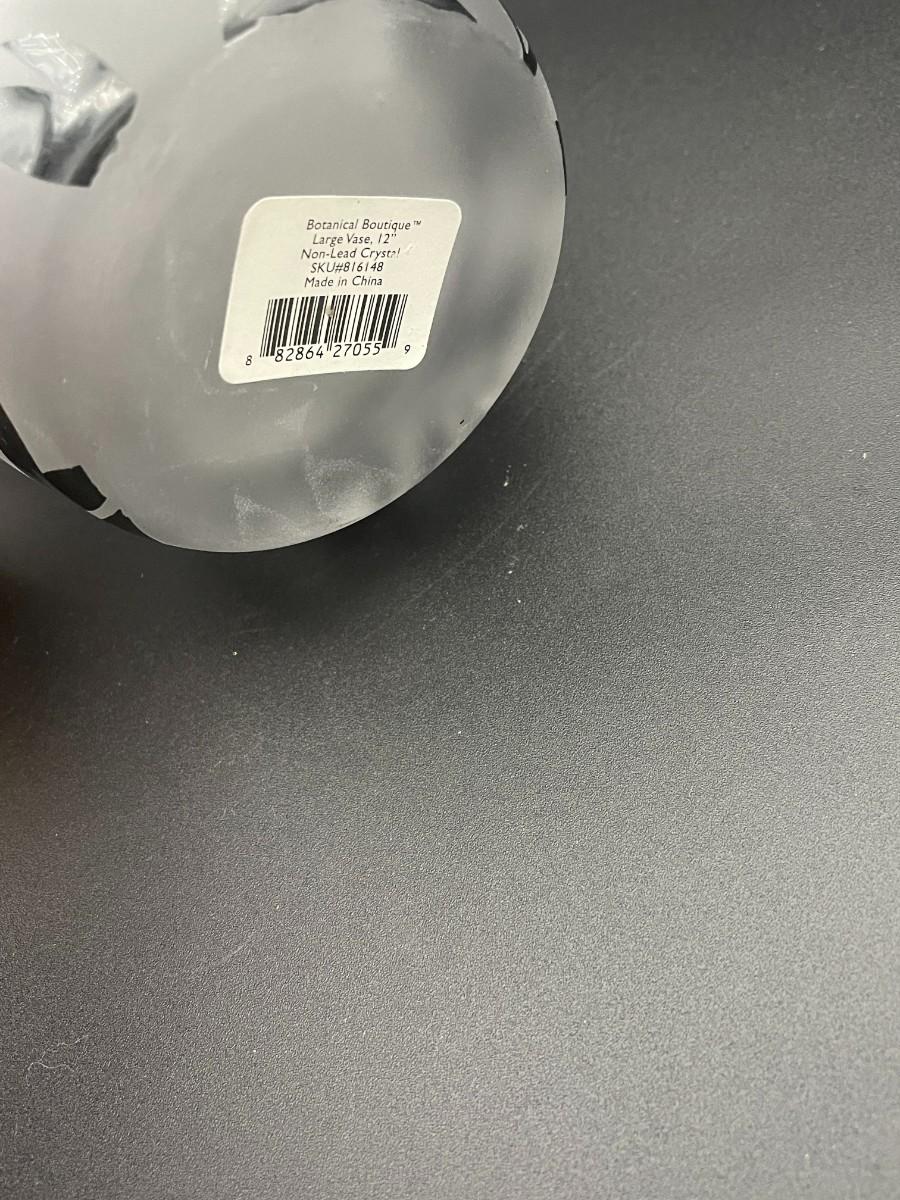 Botanical Boutique™
Large Vase, 12"
Non-Lead Crystal
SKU#816148
Made in China
8 82864 27055 9